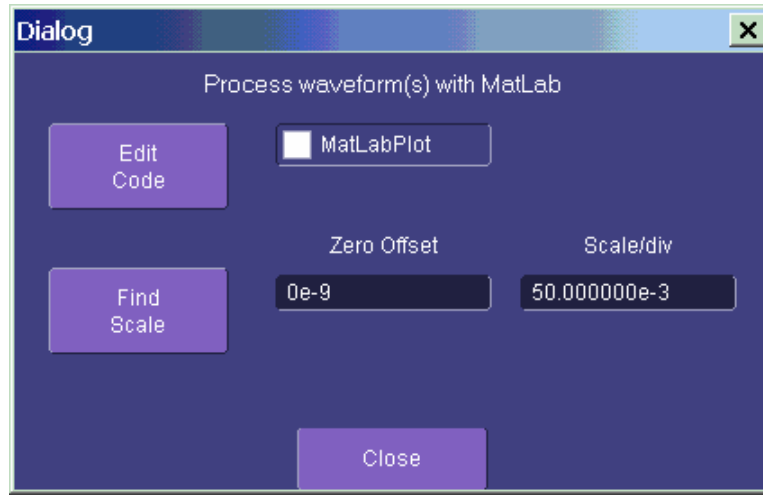 Dialog
Process waveform(s) with MatLab
Edit
Code
MatLabPlot
Zero Offset
Scale/div
Find
Scale
0e-9
50.000000e-3
Close